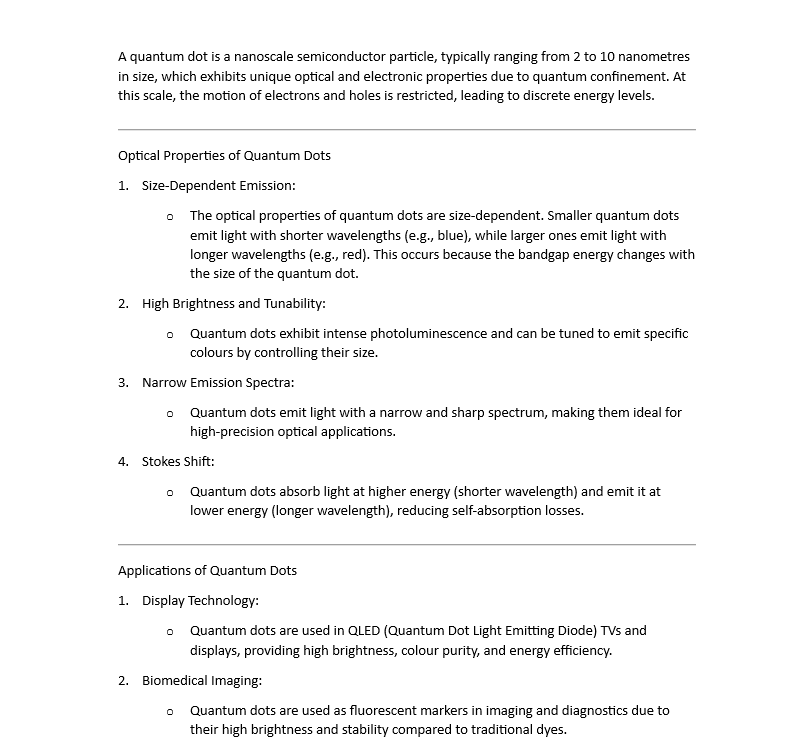 A quantum dot is a nanoscale semiconductor particle, typically ranging from 2 to 10 nanometres
in size, which exhibits unique optical and electronic properties due to quantum confinement. At
this scale, the motion of electrons and holes is restricted, leading to discrete energy levels.
Optical Properties of Quantum Dots
1. Size-Dependent Emission:
o The optical properties of quantum dots are size-dependent. Smaller quantum dots
emit light with shorter wavelengths (e.g., blue), while larger ones emit light with
longer wavelengths (e.g., red). This occurs because the bandgap energy changes with
the size of the quantum dot.
2. High Brightness and Tunability:
o Quantum dots exhibit intense photoluminescence and can be tuned to emit specific
colours by controlling their size.
3. Narrow Emission Spectra:
o Quantum dots emit light with a narrow and sharp spectrum, making them ideal for
high-precision optical applications.
4. Stokes Shift:
o Quantum dots absorb light at higher energy (shorter wavelength) and emit it at
lower energy (longer wavelength), reducing self-absorption losses.
Applications of Quantum Dots
1. Display Technology:
o Quantum dots are used in QLED (Quantum Dot Light Emitting Diode) TVs and
displays, providing high brightness, colour purity, and energy efficiency.
2. Biomedical Imaging:
o Quantum dots are used as fluorescent markers in imaging and diagnostics due to
their high brightness and stability compared to traditional dyes.